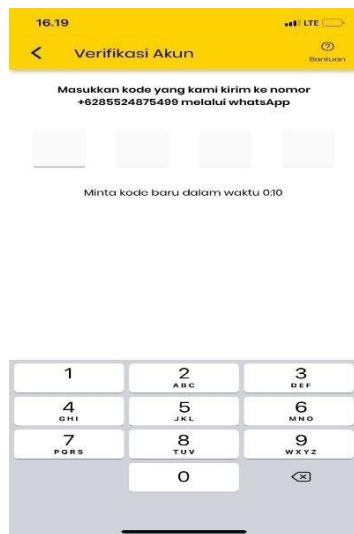 16.19 LTE
Verifikasi Akun
Bantuan
Masukkan kode yang kami kirim ke nomor
+6285524875499 melalui whatsApp
Minta kode baru dalam waktu 0:10
1 2 3
ABC DEF
4 5 6
GHI JKL MNO
7 8 9
PQRS TUV WXYZ
0